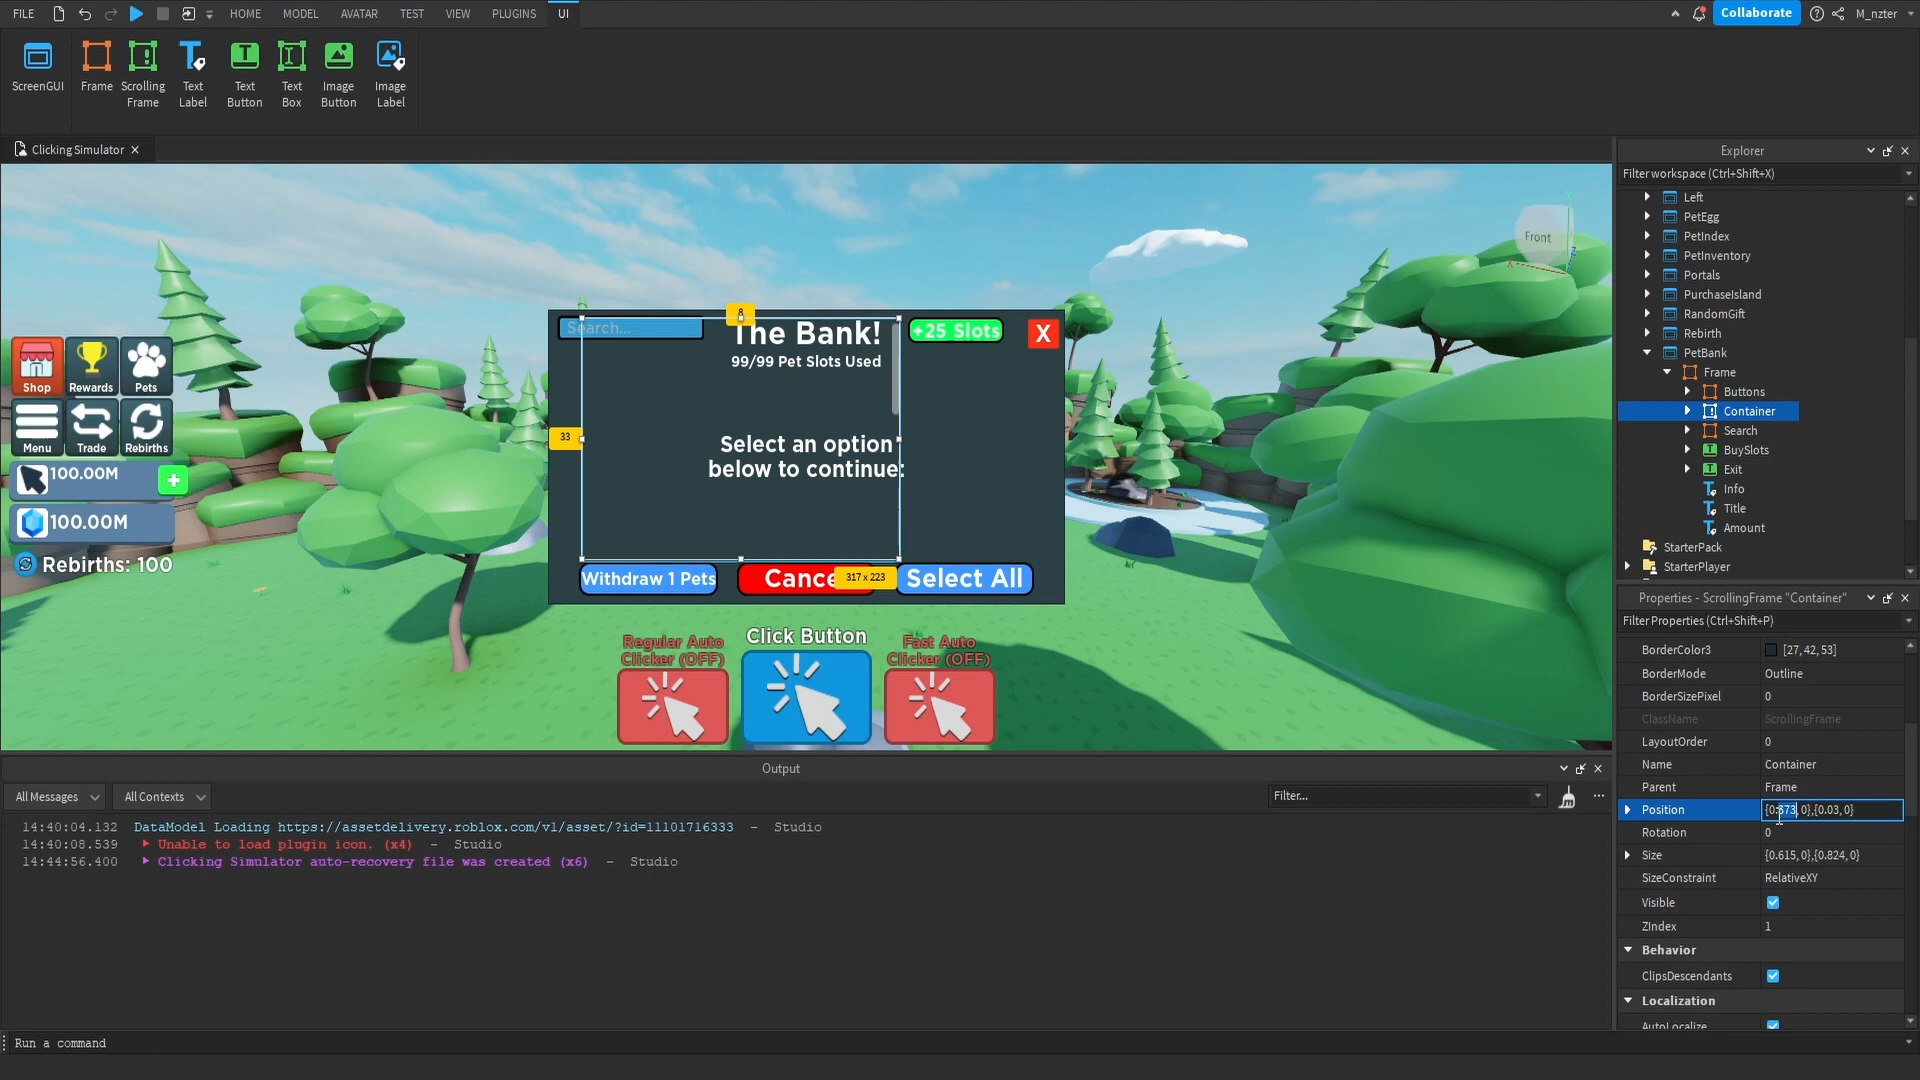 FILE
HOME
MODEL
AVATAR
TEST
VIEW
PLUGINS
UI
Collaborate
M_nzter
ScreenGUI
Frame
Scrolling
Frame
Text
Label
Text
Button
Text
Box
Image
Button
Image
Label
Clicking Simulator
Explorer
Filter workspace (Ctrl+Shift+X)
Left
PetEgg
PetIndex
PetInventory
Portals
PurchaseIsland
RandomGift
Rebirth
PetBank
Frame
Buttons
Container
Search
BuySlots
Exit
Info
Title
Amount
StarterPack
StarterPlayer
Front
X
Z
Search...
8
The Bank!
99/99 Pet Slots Used
+25 Slots
X
33
Select an option
below to continue:
Withdraw 1 Pets
Cance
317 x 223
Select All
Shop
Rewards
Pets
Menu
Trade
Rebirths
100.00M
+
100.00M
Rebirths: 100
Regular Auto
Clicker (OFF)
Click Button
Fast Auto
Clicker (OFF)
Properties - ScrollingFrame "Container"
Filter Properties (Ctrl+Shift+P)
BorderColor3 [27, 42, 53]
BorderMode Outline
BorderSizePixel 0
ClassName ScrollingFrame
LayoutOrder 0
Name Container
Parent Frame
Position {0.373, 0},{0.03, 0}
Rotation 0
Size {0.615, 0},{0.824, 0}
SizeConstraint RelativeXY
Visible
ZIndex 1
Behavior
ClipsDescendants
Localization
AutoLocalize
Output
All Messages
All Contexts
Filter...
14:40:04.132 DataModel Loading https://assetdelivery.roblox.com/v1/asset/?id=11101716333 - Studio
14:40:08.539 Unable to load plugin icon. (x4) - Studio
14:44:56.400 Clicking Simulator auto-recovery file was created (x6) - Studio
Run a command